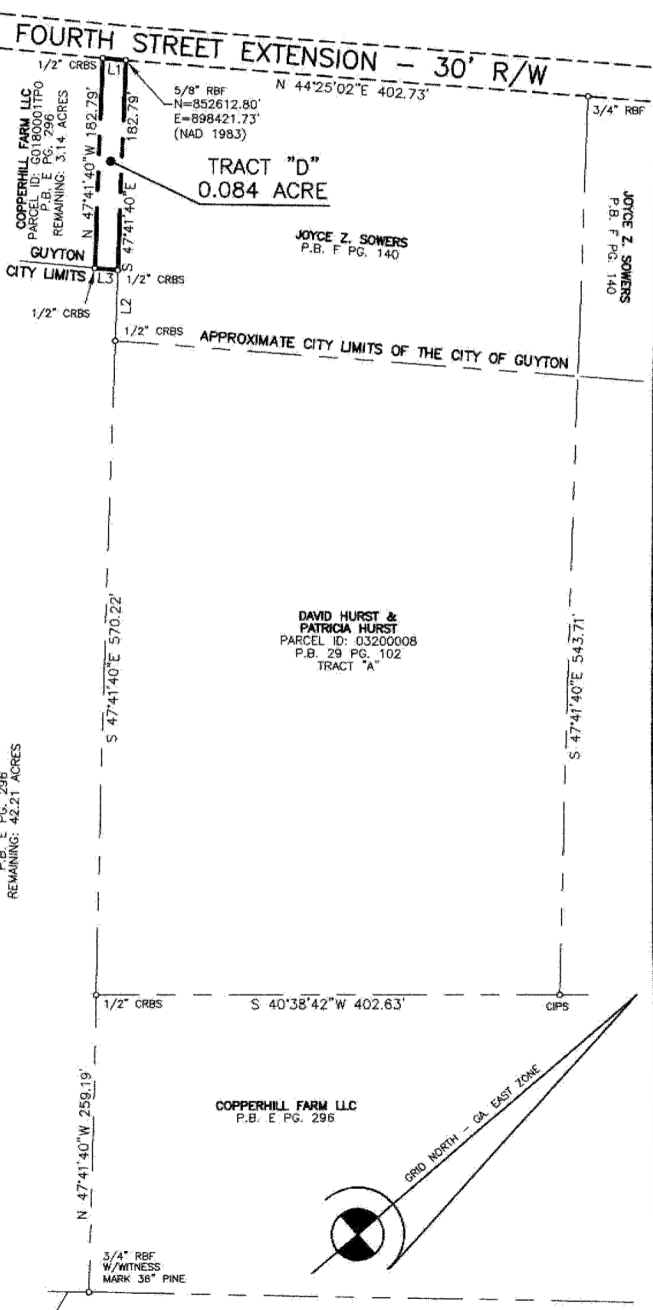 FOURTH STREET EXTENSION – 30' R/W
1/2" CRBS
L1
N 44°25'02"E 402.73'
3/4" RBF
5/8" RBF
N=852612.80'
E=898421.73'
(NAD 1983)
COPPERHILL FARM LLC
PARCEL ID: G0180001TP0
P.B. E PG. 296
REMAINING: 3.14 ACRES
N 47°41'40"W 182.79'
S 47°41'40"E 182.79'
TRACT "D"
0.084 ACRE
JOYCE Z. SOWERS
P.B. F PG. 140
JOYCE Z. SOWERS
P.B. F PG. 140
GUYTON
CITY LIMITS
L3
1/2" CRBS
1/2" CRBS
L2
1/2" CRBS
APPROXIMATE CITY LIMITS OF THE CITY OF GUYTON
S 47°41'40"E 570.22'
DAVID HURST &
PATRICIA HURST
PARCEL ID: 03200008
P.B. 29 PG. 102
TRACT "A"
S 47°41'40"E 543.71'
P.B. E PG. 296
REMAINING: 42.21 ACRES
1/2" CRBS
S 40°38'42"W 402.63'
CIPS
N 47°41'40"W 259.19'
COPPERHILL FARM LLC
P.B. E PG. 296
GRID NORTH – GA. EAST ZONE
3/4" RBF
W/WITNESS
MARK 38" PINE